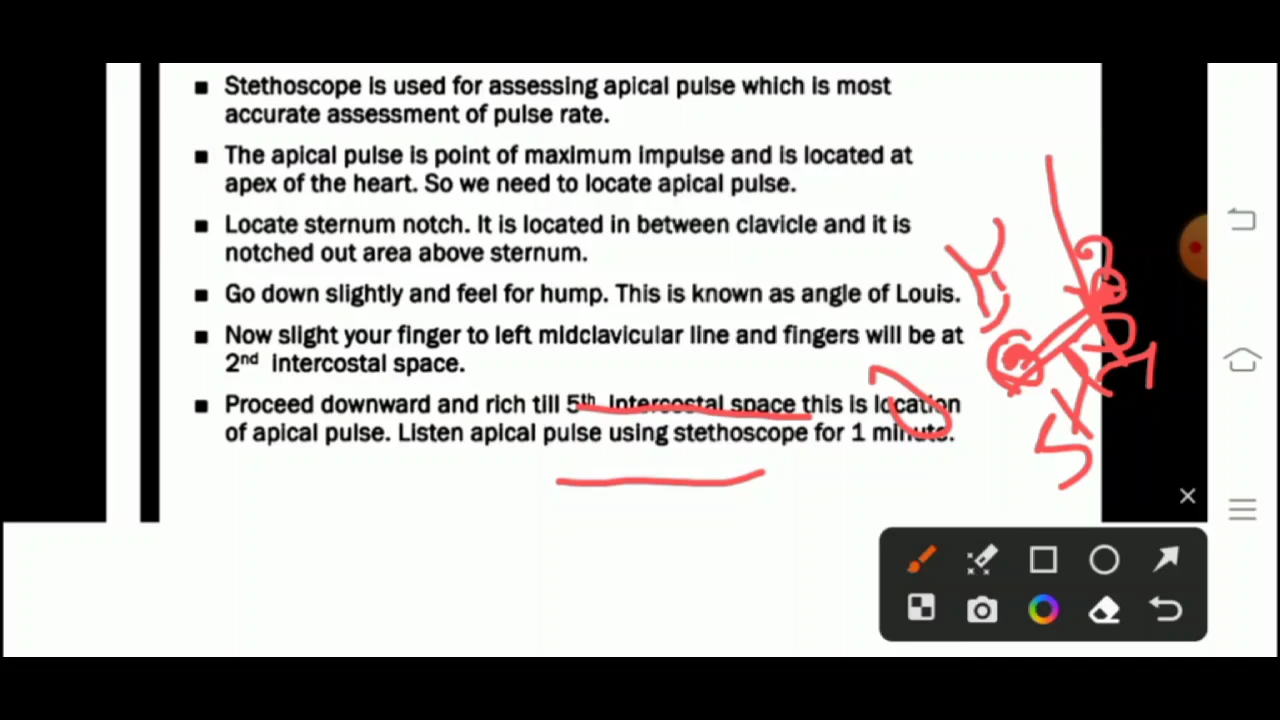 ■ Stethoscope is used for assessing apical pulse which is most
accurate assessment of pulse rate.
■ The apical pulse is point of maximum impulse and is located at
apex of the heart. So we need to locate apical pulse.
■ Locate sternum notch. It is located in between clavicle and it is
notched out area above sternum.
■ Go down slightly and feel for hump. This is known as angle of Louis.
■ Now slight your finger to left midclavicular line and fingers will be at
2nd intercostal space.
■ Proceed downward and rich till 5th intercostal space this is location
of apical pulse. Listen apical pulse using stethoscope for 1 minute.